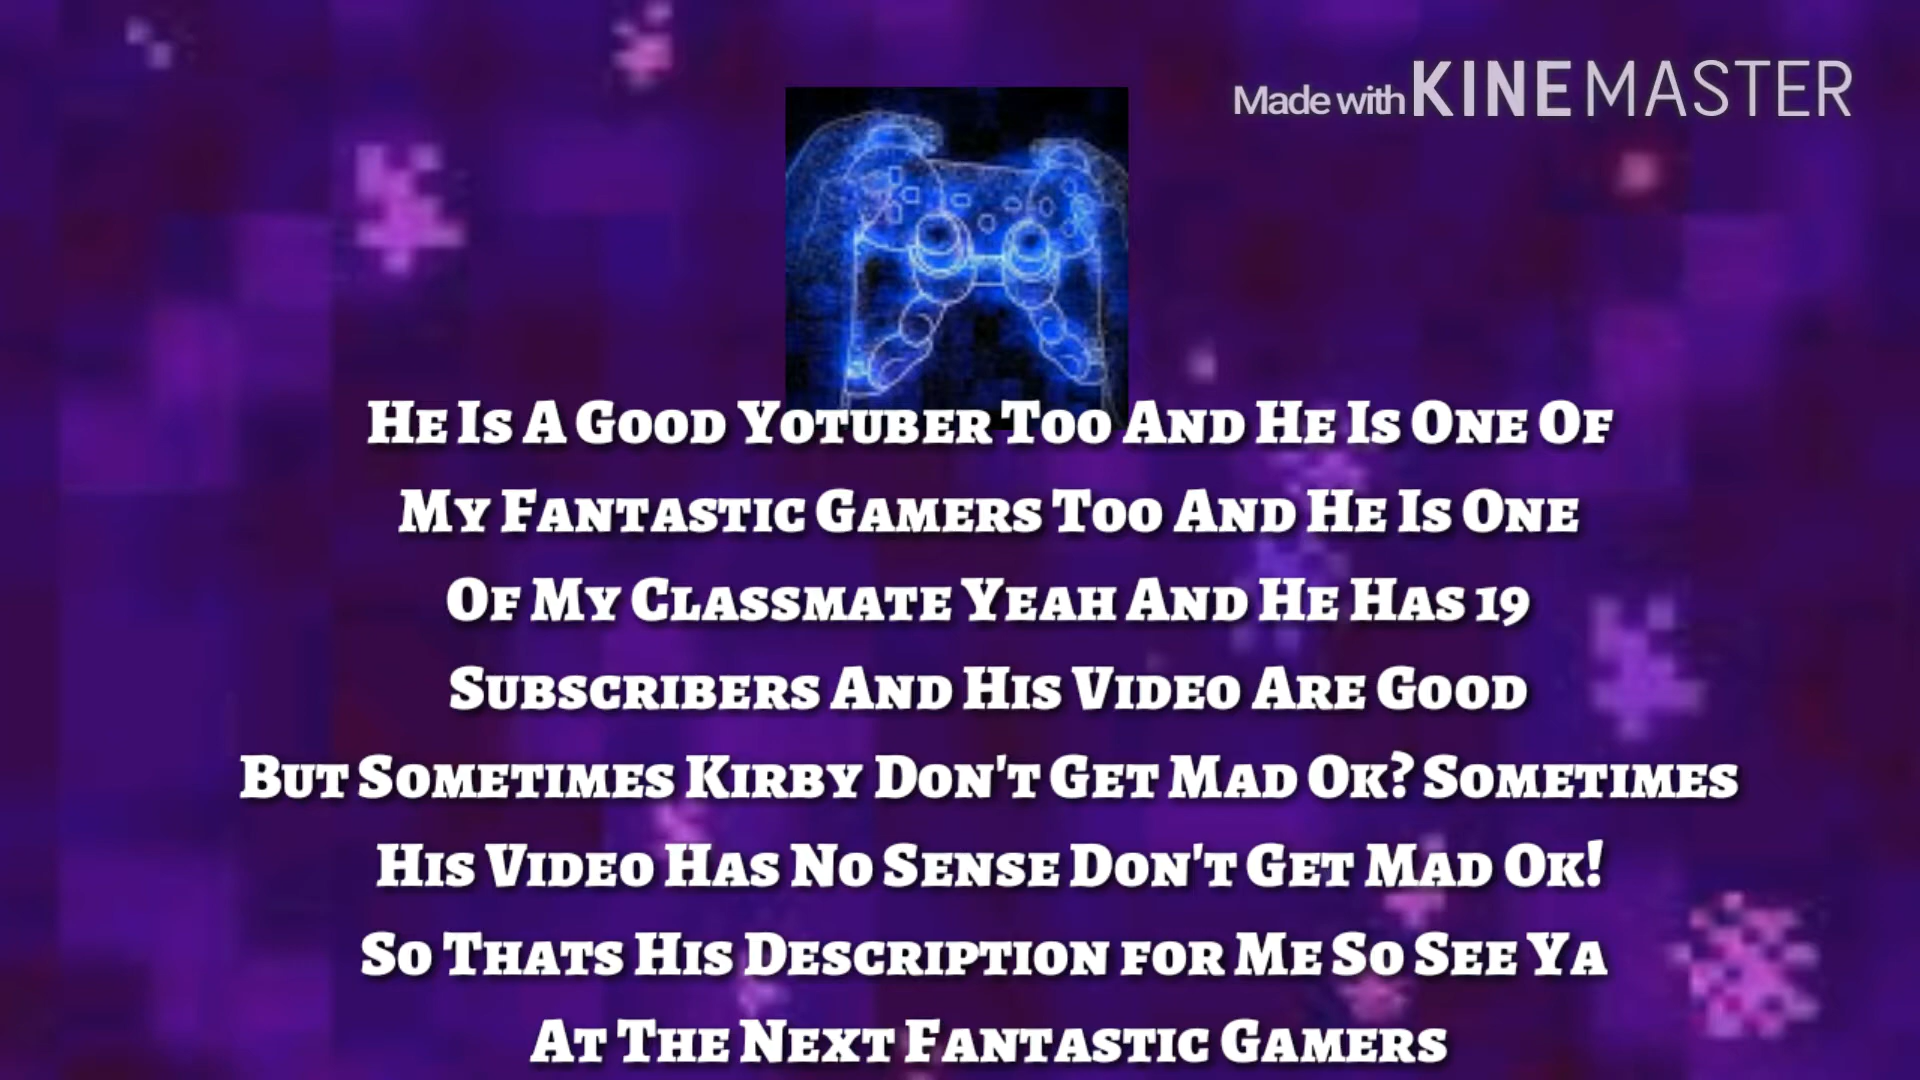 Made with KINEMASTER
He Is A Good Yotuber Too And He Is One Of
My Fantastic Gamers Too And He Is One
Of My Classmate Yeah And He Has 19
Subscribers And His Video Are Good
But Sometimes Kirby Don't Get Mad Ok? Sometimes
His Video Has No Sense Don't Get Mad Ok!
So Thats His Description for Me So See Ya
At The Next Fantastic Gamers